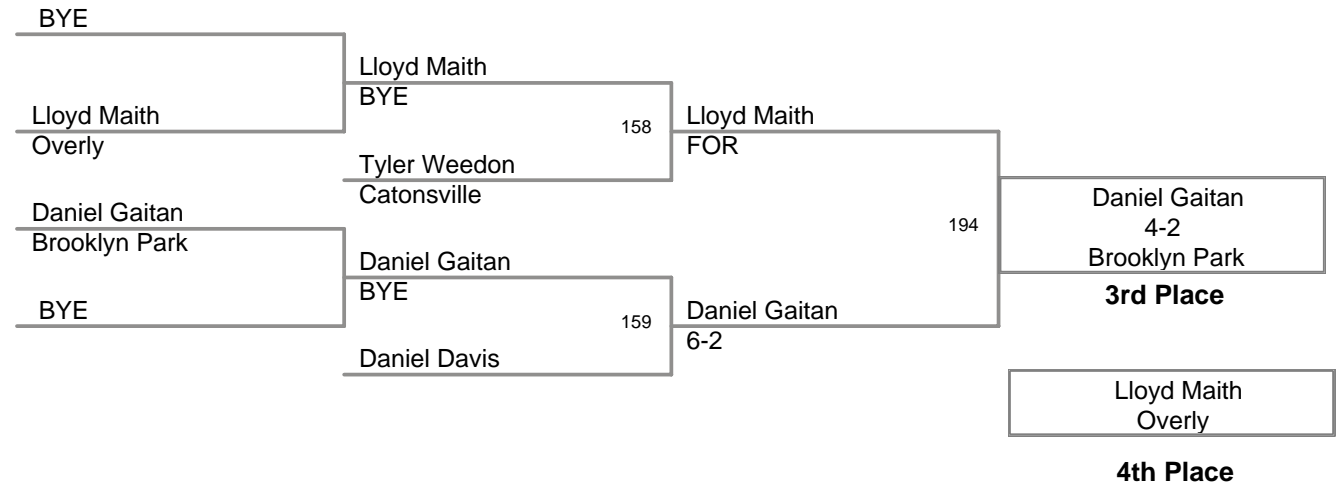 BYE
Lloyd Maith
BYE
Lloyd Maith
Overly
158
Lloyd Maith
FOR
Tyler Weedon
Catonsville
Daniel Gaitan
Brooklyn Park
194
Daniel Gaitan
4-2
Brooklyn Park
3rd Place
Daniel Gaitan
BYE
BYE
159
Daniel Gaitan
6-2
Daniel Davis
Lloyd Maith
Overly
4th Place